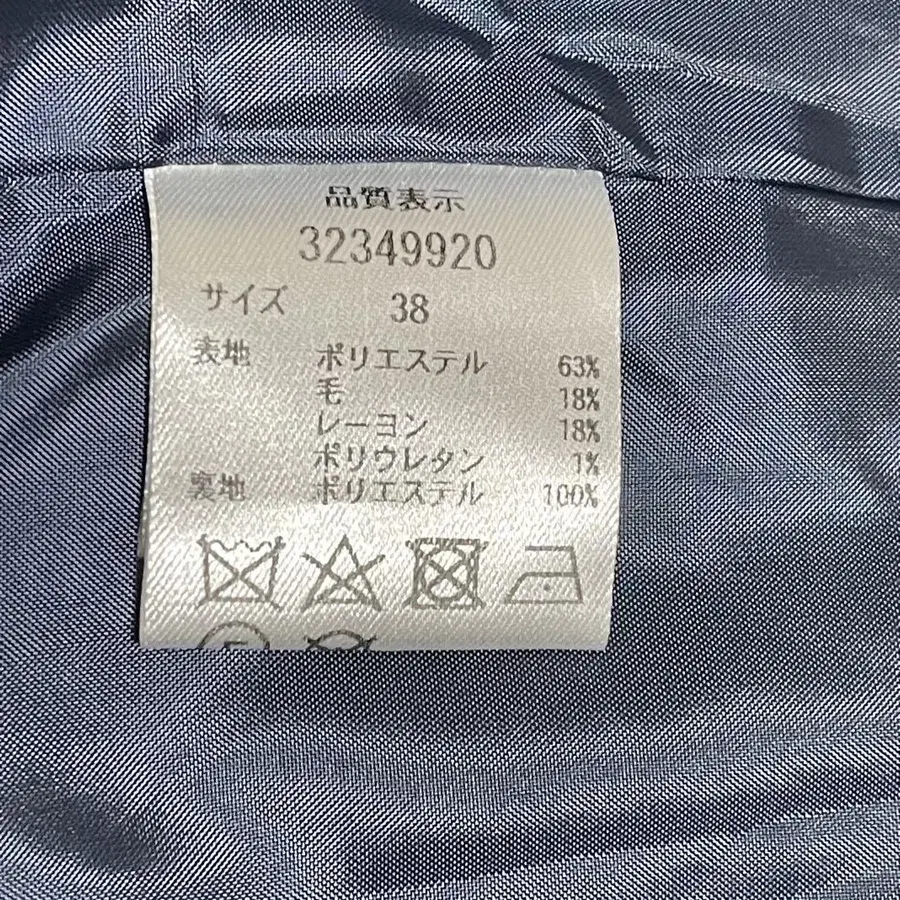 品質表示
32349920
サイズ 38
表地 ポリエステル 63%
毛 18%
レーヨン 18%
ポリウレタン 1%
裏地 ポリエステル 100%